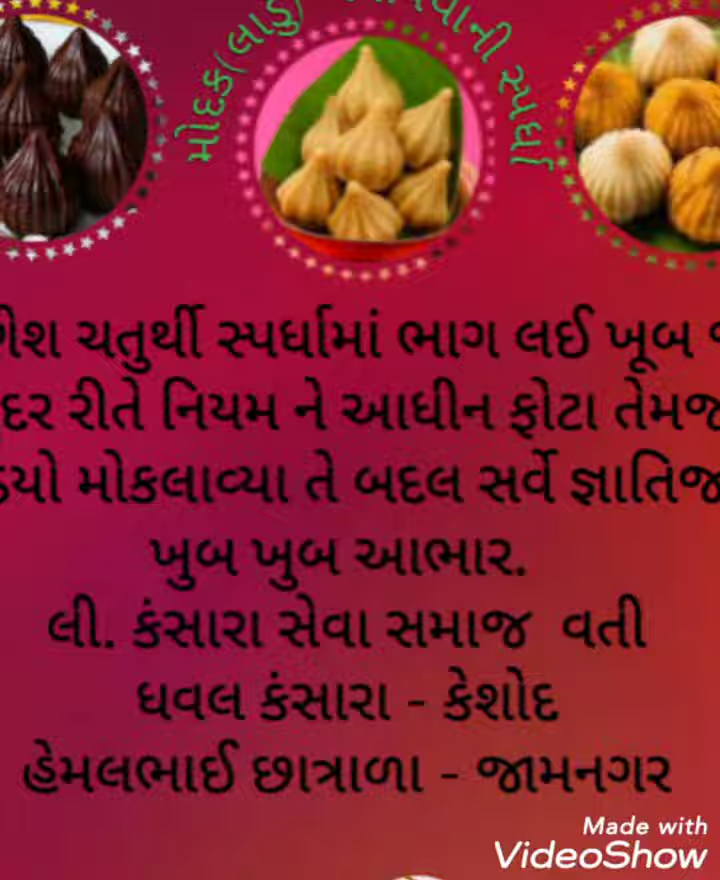 મોદક(લાડુ) સ્પર્ધા
ચતુર્થી સ્પર્ધામાં ભાગ લઈ ખૂબ
રીતે નિયમ ને આધીન ફોટા તેમજ
મોકલાવ્યા તે બદલ સર્વે
ખુબ ખુબ આભાર.
લી. કંસારા સેવા સમાજ વતી
ધવલ કંસારા - કેશોદ
હેમલભાઈ છાત્રાળા - જામનગર
Made with
VideoShow